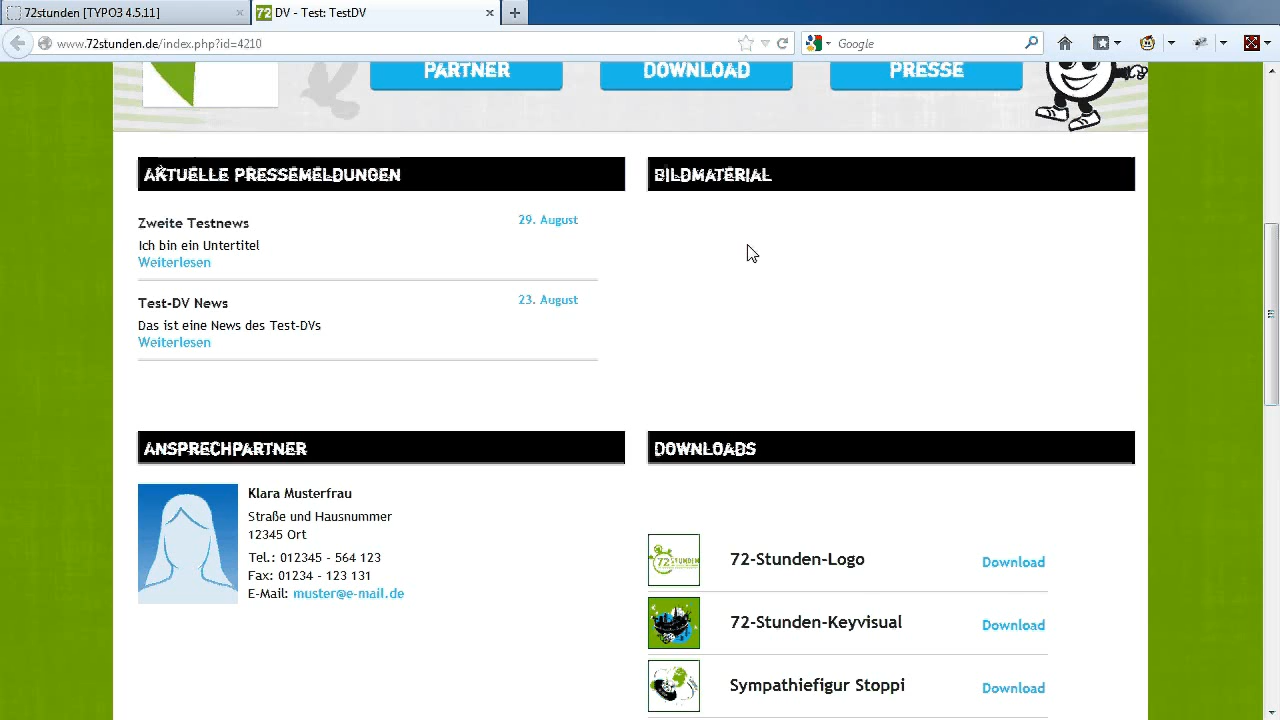 72stunden [TYPO3 4.5.11]
72 DV - Test: TestDV
www.72stunden.de/index.php?id=4210
Google
PARTNER
DOWNLOAD
PRESSE
AKTUELLE PRESSEMELDUNGEN
Zweite Testnews
29. August
Ich bin ein Untertitel
Weiterlesen
Test-DV News
23. August
Das ist eine News des Test-DVs
Weiterlesen
BILDMATERIAL
ANSPRECHPARTNER
Klara Musterfrau
Straße und Hausnummer
12345 Ort
Tel.: 012345 - 564 123
Fax: 01234 - 123 131
E-Mail: muster@e-mail.de
DOWNLOADS
72 STUNDEN
72-Stunden-Logo
Download
72-Stunden-Keyvisual
Download
Sympathiefigur Stoppi
Download